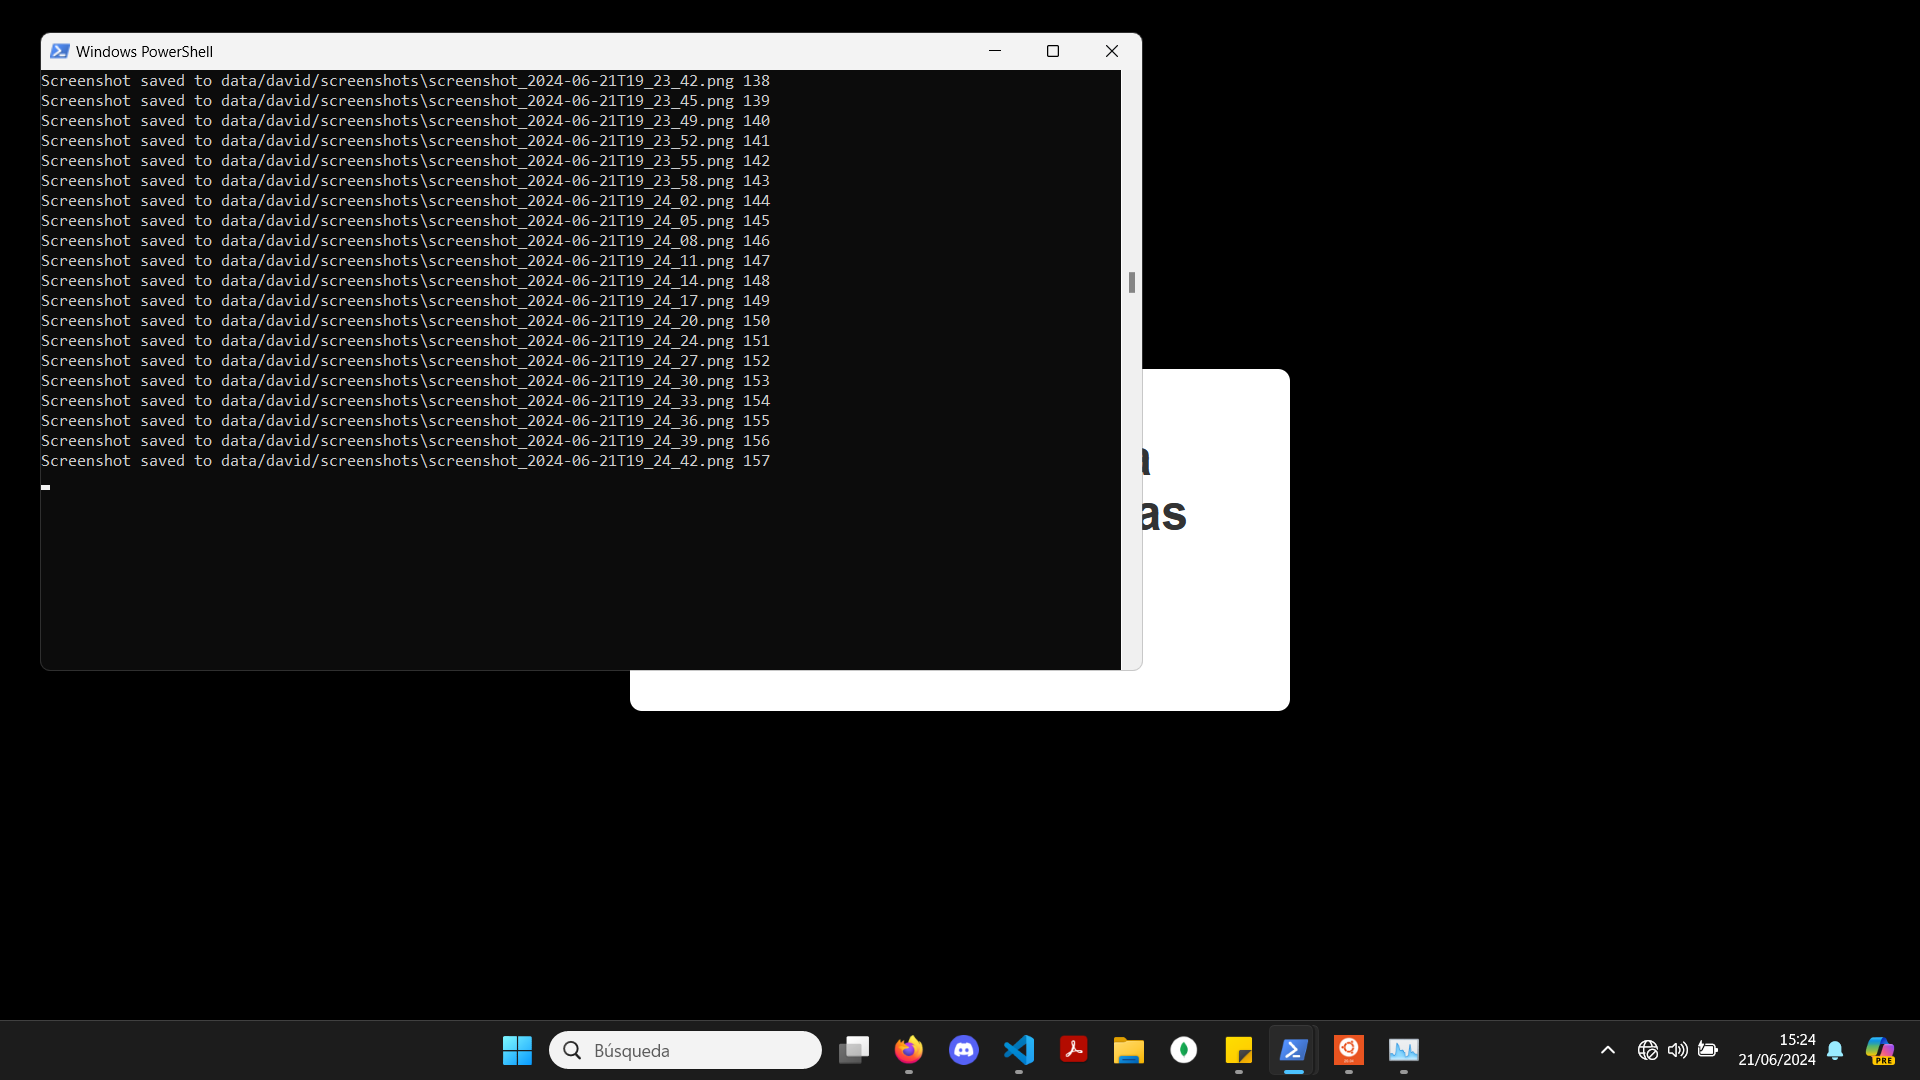 Windows PowerShell
Screenshot saved to data/david/screenshots\screenshot_2024-06-21T19_23_42.png 138
Screenshot saved to data/david/screenshots\screenshot_2024-06-21T19_23_45.png 139
Screenshot saved to data/david/screenshots\screenshot_2024-06-21T19_23_49.png 140
Screenshot saved to data/david/screenshots\screenshot_2024-06-21T19_23_52.png 141
Screenshot saved to data/david/screenshots\screenshot_2024-06-21T19_23_55.png 142
Screenshot saved to data/david/screenshots\screenshot_2024-06-21T19_23_58.png 143
Screenshot saved to data/david/screenshots\screenshot_2024-06-21T19_24_02.png 144
Screenshot saved to data/david/screenshots\screenshot_2024-06-21T19_24_05.png 145
Screenshot saved to data/david/screenshots\screenshot_2024-06-21T19_24_08.png 146
Screenshot saved to data/david/screenshots\screenshot_2024-06-21T19_24_11.png 147
Screenshot saved to data/david/screenshots\screenshot_2024-06-21T19_24_14.png 148
Screenshot saved to data/david/screenshots\screenshot_2024-06-21T19_24_17.png 149
Screenshot saved to data/david/screenshots\screenshot_2024-06-21T19_24_20.png 150
Screenshot saved to data/david/screenshots\screenshot_2024-06-21T19_24_24.png 151
Screenshot saved to data/david/screenshots\screenshot_2024-06-21T19_24_27.png 152
Screenshot saved to data/david/screenshots\screenshot_2024-06-21T19_24_30.png 153
Screenshot saved to data/david/screenshots\screenshot_2024-06-21T19_24_33.png 154
Screenshot saved to data/david/screenshots\screenshot_2024-06-21T19_24_36.png 155
Screenshot saved to data/david/screenshots\screenshot_2024-06-21T19_24_39.png 156
Screenshot saved to data/david/screenshots\screenshot_2024-06-21T19_24_42.png 157
as
Búsqueda
15:24
21/06/2024
PRE